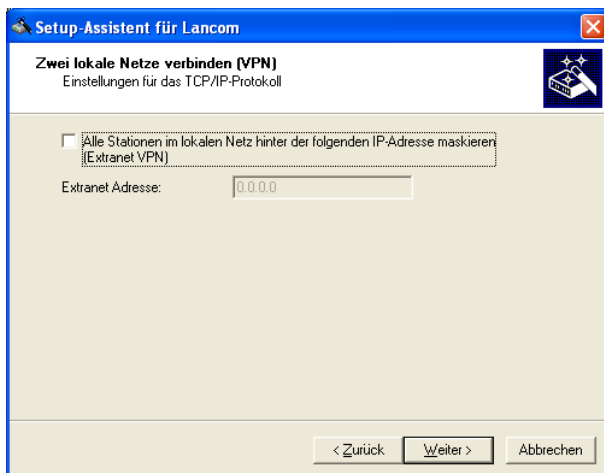 Setup-Assistent für Lancom
Zwei lokale Netze verbinden (VPN)
Einstellungen für das TCP/IP-Protokoll
Alle Stationen im lokalen Netz hinter der folgenden IP-Adresse maskieren
(Extranet VPN)
Extranet Adresse: 0.0.0.0
< Zurück Weiter > Abbrechen